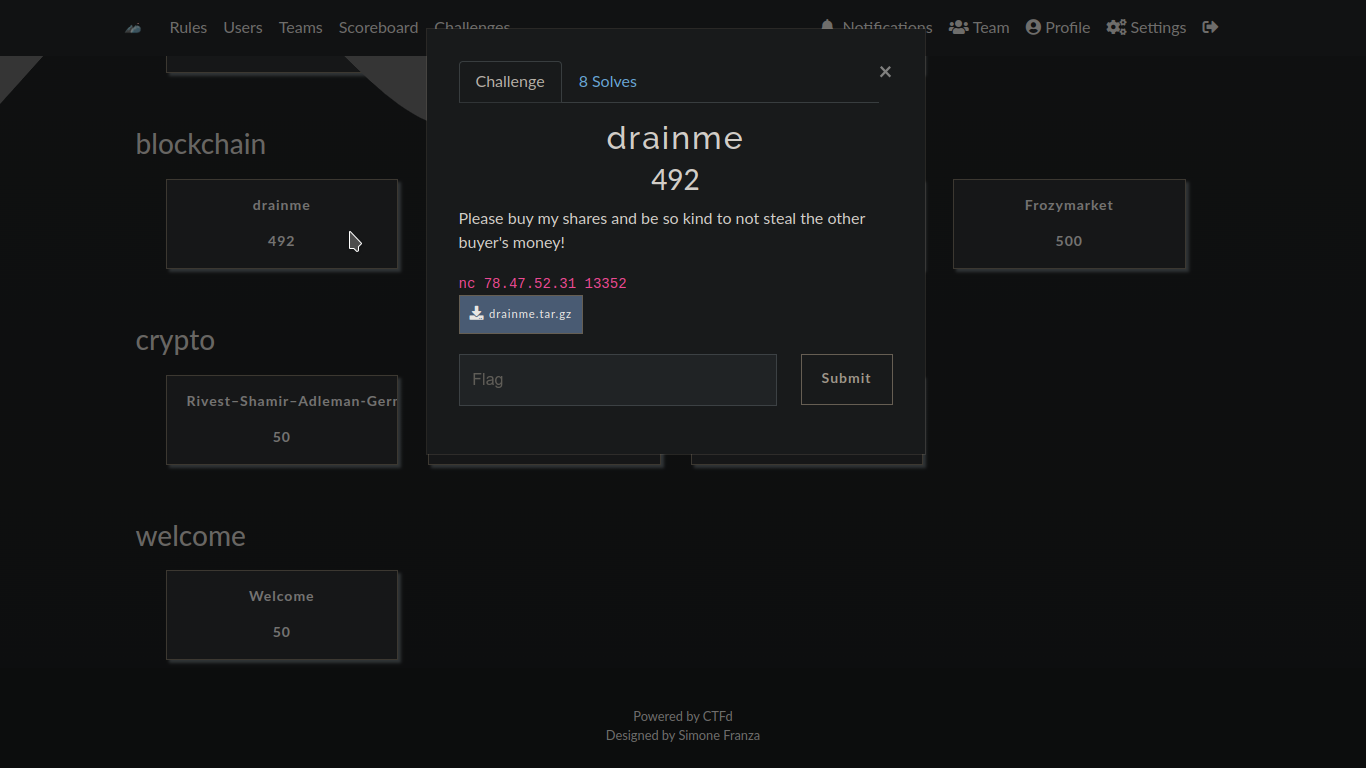 Rules Users Teams Scoreboard Challenges Notifications Team Profile Settings
Challenge 8 Solves ×
drainme
492
Please buy my shares and be so kind to not steal the other
buyer's money!
nc 78.47.52.31 13352
drainme.tar.gz
Flag Submit
blockchain
drainme
492
Frozymarket
500
crypto
Rivest–Shamir–Adleman-Gerr
50
welcome
Welcome
50
Powered by CTFd
Designed by Simone Franza